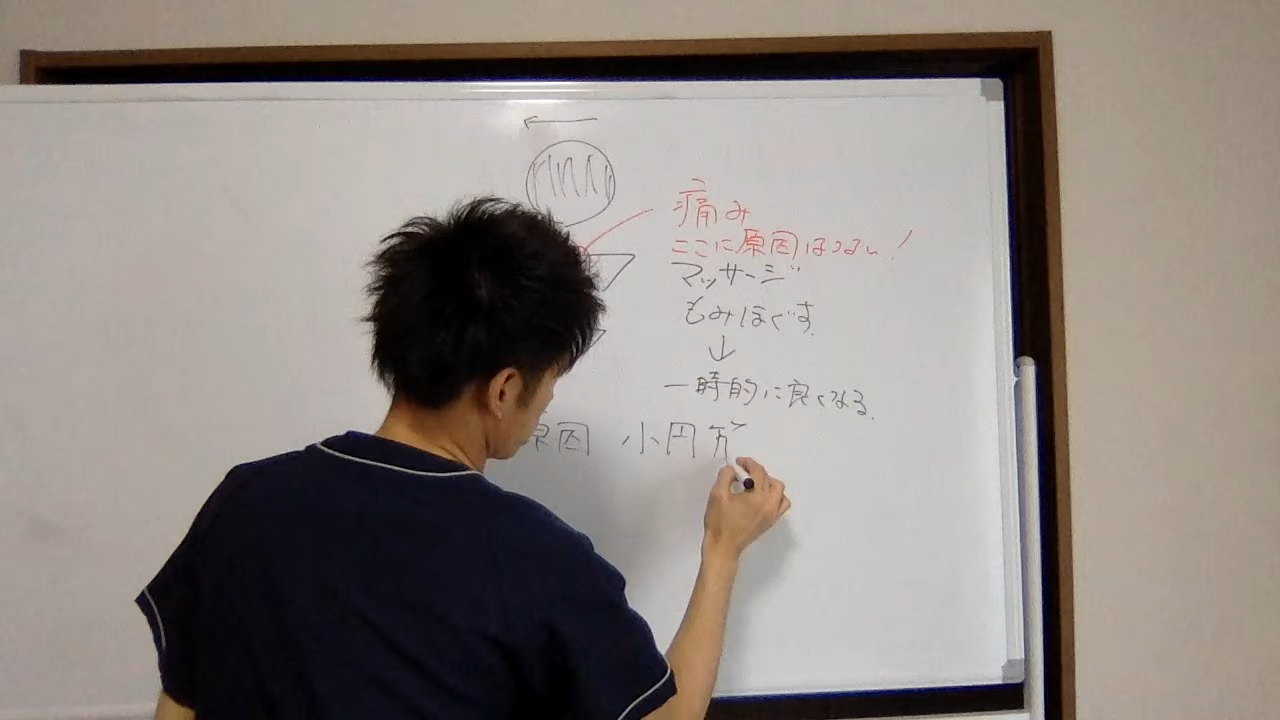 痛み
ここに原因はない!
マッサージ
もみほぐす.
↓
一時的に良くなる.
原因 小円